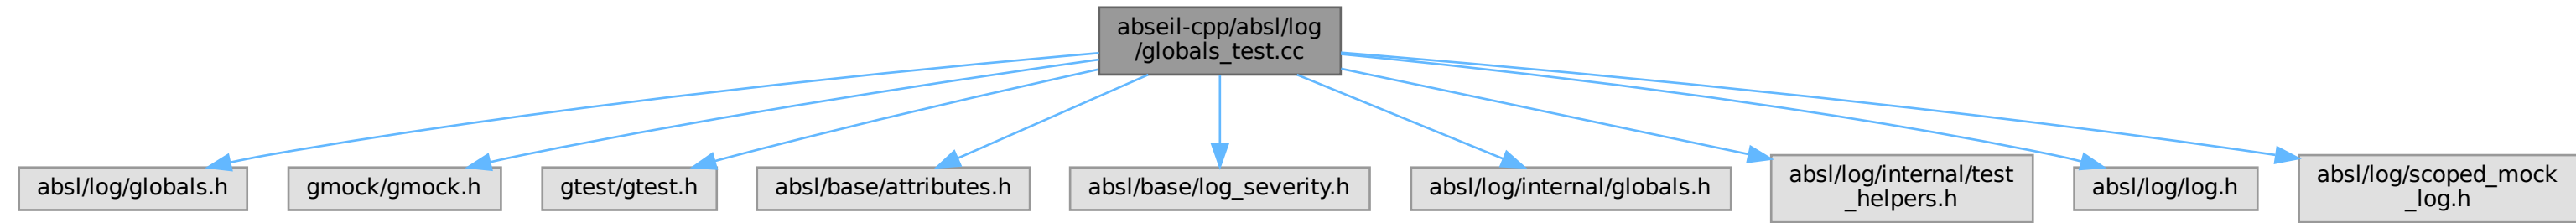 abseil-cpp/absl/log
/globals_test.cc
absl/log/globals.h
gmock/gmock.h
gtest/gtest.h
absl/base/attributes.h
absl/base/log_severity.h
absl/log/internal/globals.h
absl/log/internal/test
_helpers.h
absl/log/log.h
absl/log/scoped_mock
_log.h